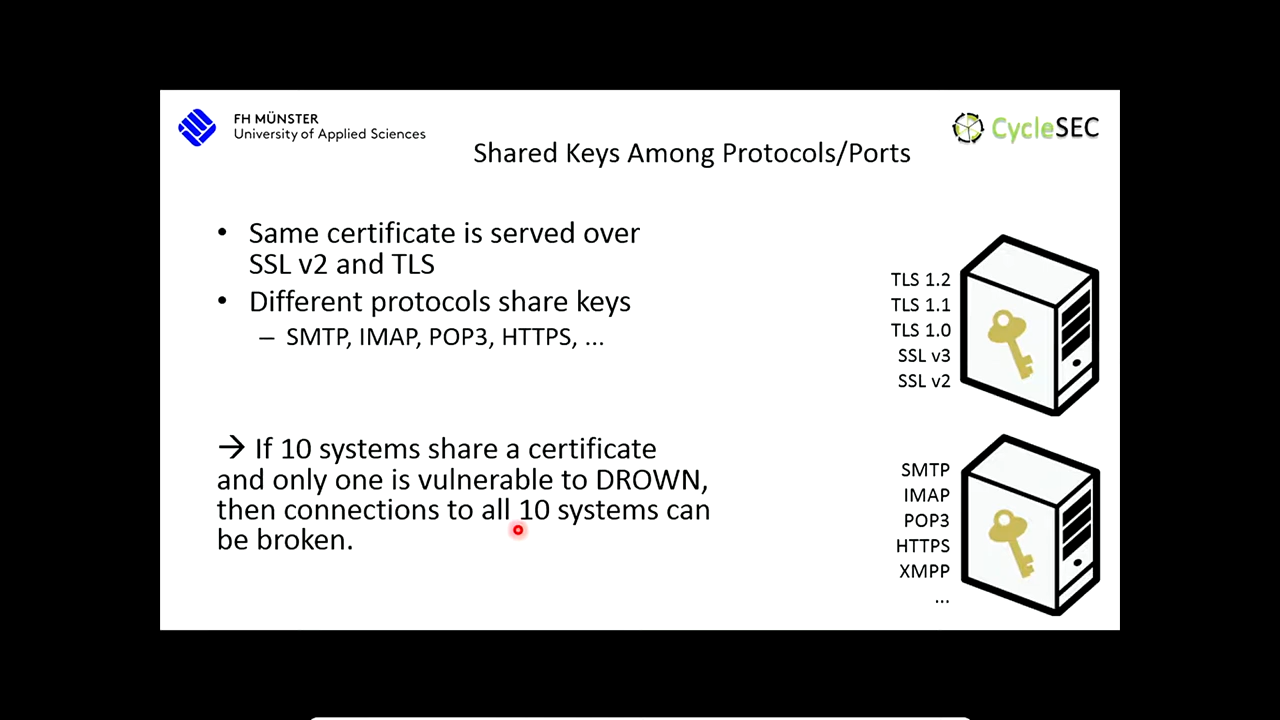 FH MÜNSTER
University of Applied Sciences
CycleSEC
Shared Keys Among Protocols/Ports
• Same certificate is served over
SSL v2 and TLS
• Different protocols share keys
– SMTP, IMAP, POP3, HTTPS, ...
→ If 10 systems share a certificate
and only one is vulnerable to DROWN,
then connections to all 10 systems can
be broken.
TLS 1.2
TLS 1.1
TLS 1.0
SSL v3
SSL v2
SMTP
IMAP
POP3
HTTPS
XMPP
...